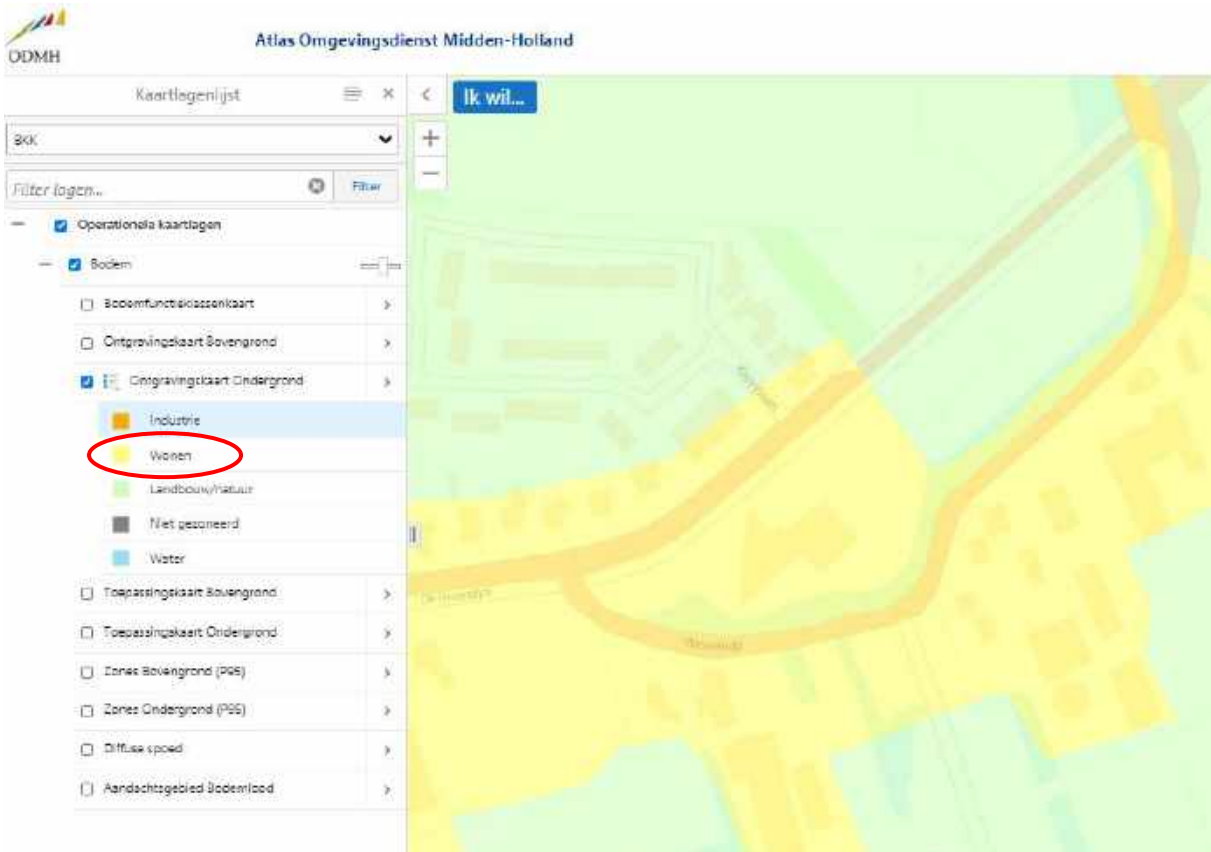 ODMH
Atlas Omgevingsdienst Midden-Holland
Kaartlagenlijst
Ik wil...
BKK
Filter lagen...
Filter
Operationele kaartlagen
Bodem
Bodemfunctieklassenkaart
Ontgravingskaart Bovengrond
Ontgravingskaart Ondergrond
Industrie
Wonen
Landbouw/natuur
Niet gezoneerd
Water
Toepassingskaart Bovengrond
Toepassingskaart Ondergrond
Zones Bovengrond (P95)
Zones Ondergrond (P95)
Diffuse spoed
Aandachtsgebied Bodemlood